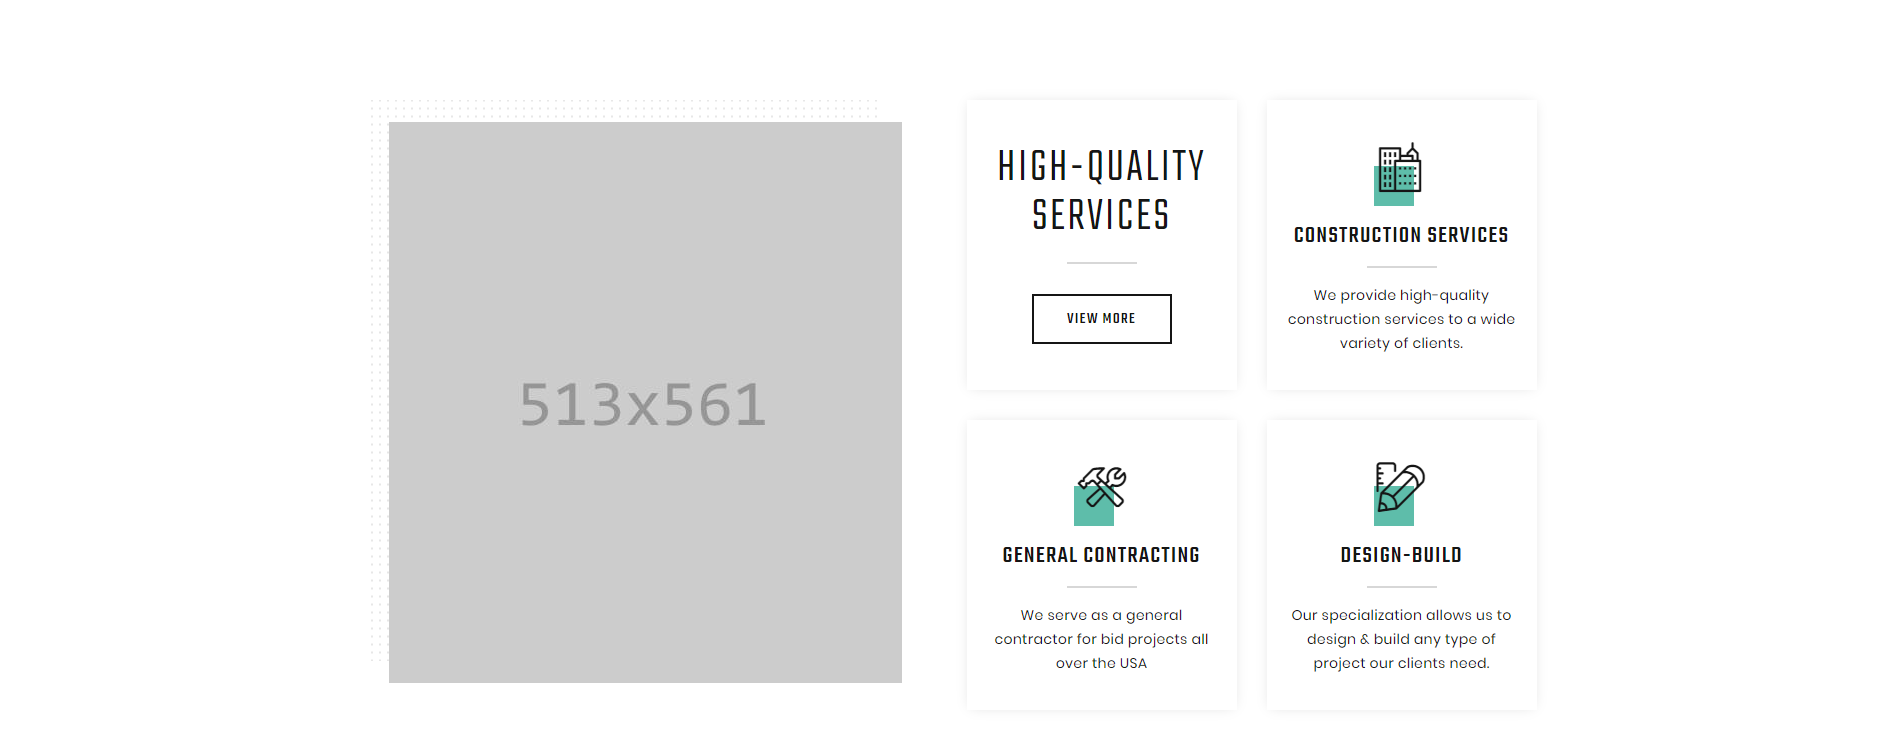 513x561
HIGH-QUALITY
SERVICES
VIEW MORE
CONSTRUCTION SERVICES
We provide high-quality
construction services to a wide
variety of clients.
GENERAL CONTRACTING
We serve as a general
contractor for bid projects all
over the USA
DESIGN-BUILD
Our specialization allows us to
design & build any type of
project our clients need.